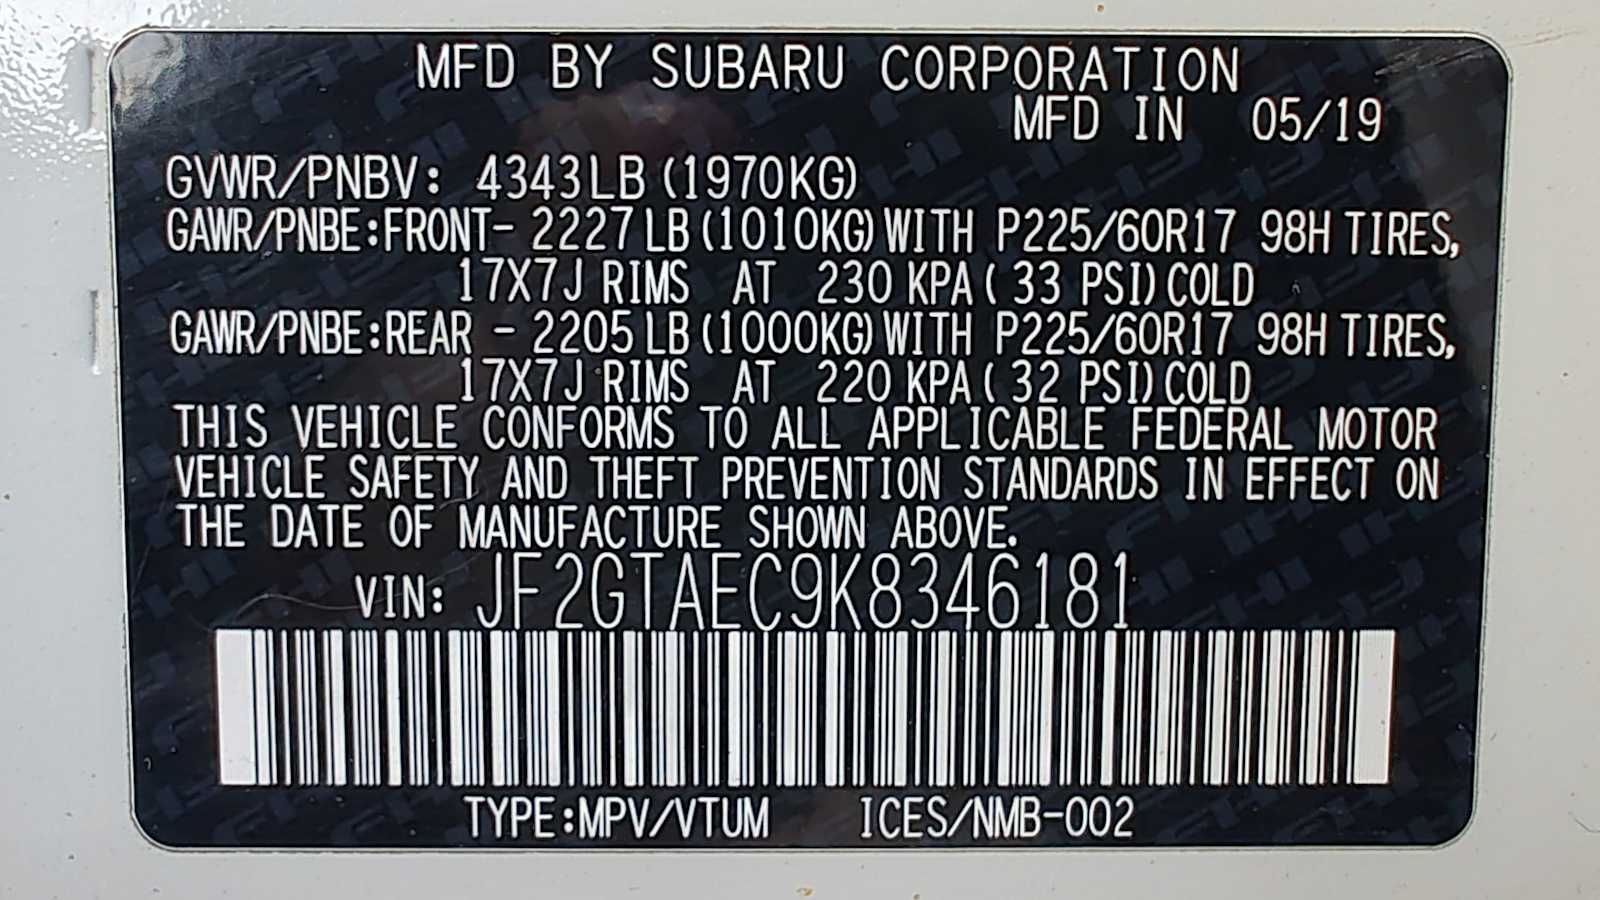 MFD BY SUBARU CORPORATION
MFD IN 05/19
GVWR/PNBV: 4343LB (1970KG)
GAWR/PNBE:FRONT- 2227LB (1010KG) WITH P225/60R17 98H TIRES,
17X7J RIMS AT 230 KPA ( 33 PSI) COLD
GAWR/PNBE:REAR - 2205LB (1000KG) WITH P225/60R17 98H TIRES,
17X7J RIMS AT 220 KPA ( 32 PSI) COLD
THIS VEHICLE CONFORMS TO ALL APPLICABLE FEDERAL MOTOR
VEHICLE SAFETY AND THEFT PREVENTION STANDARDS IN EFFECT ON
THE DATE OF MANUFACTURE SHOWN ABOVE.
VIN: JF2GTAEC9K8346181
TYPE:MPV/VTUM ICES/NMB-002